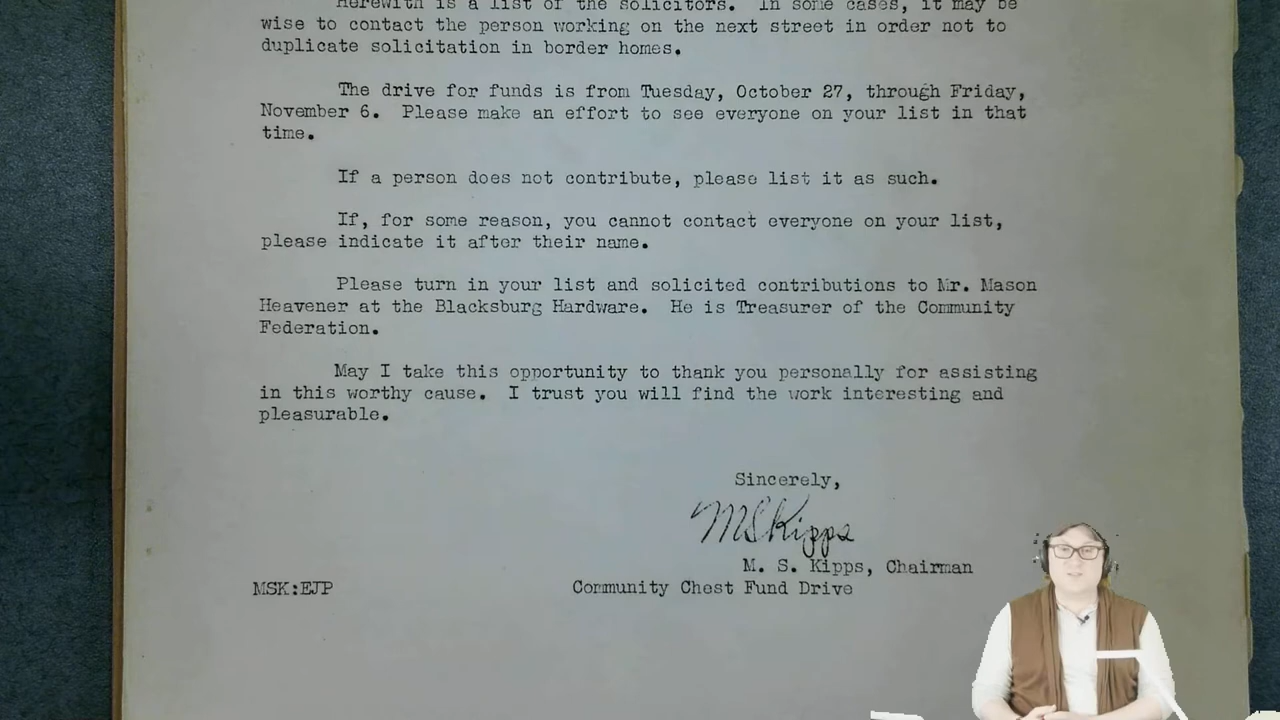 Herewith is a list of the solicitors. In some cases, it may be
wise to contact the person working on the next street in order not to
duplicate solicitation in border homes.
The drive for funds is from Tuesday, October 27, through Friday,
November 6. Please make an effort to see everyone on your list in that
time.
If a person does not contribute, please list it as such.
If, for some reason, you cannot contact everyone on your list,
please indicate it after their name.
Please turn in your list and solicited contributions to Mr. Mason
Heavener at the Blacksburg Hardware. He is Treasurer of the Community
Federation.
May I take this opportunity to thank you personally for assisting
in this worthy cause. I trust you will find the work interesting and
pleasurable.
Sincerely,
MSKipps
M. S. Kipps, Chairman
MSK:EJP Community Chest Fund Drive